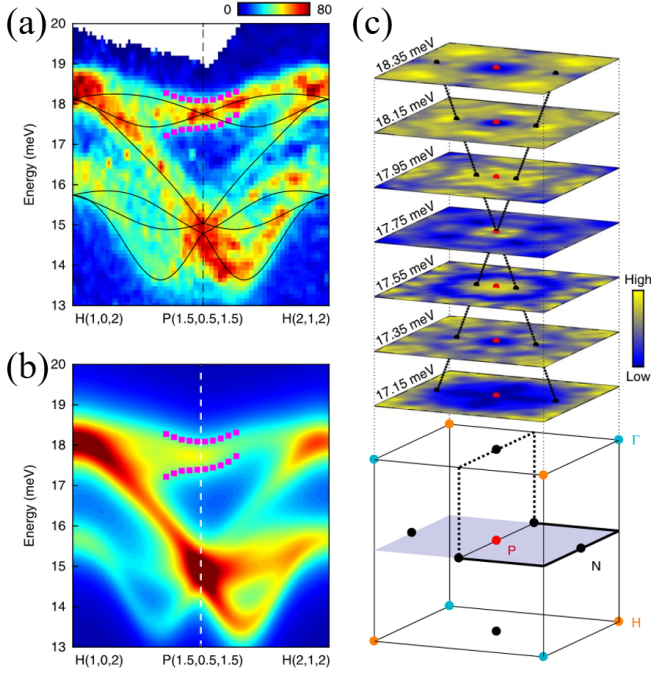 (a)
0
80
20
19
18
17
16
15
14
13
Energy (meV)
H(1,0,2)
P(1.5,0.5,1.5)
H(2,1,2)
(b)
20
19
18
17
16
15
14
13
Energy (meV)
H(1,0,2)
P(1.5,0.5,1.5)
H(2,1,2)
(c)
18.35 meV
18.15 meV
17.95 meV
17.75 meV
17.55 meV
17.35 meV
17.15 meV
High
Low
Γ
P
N
H